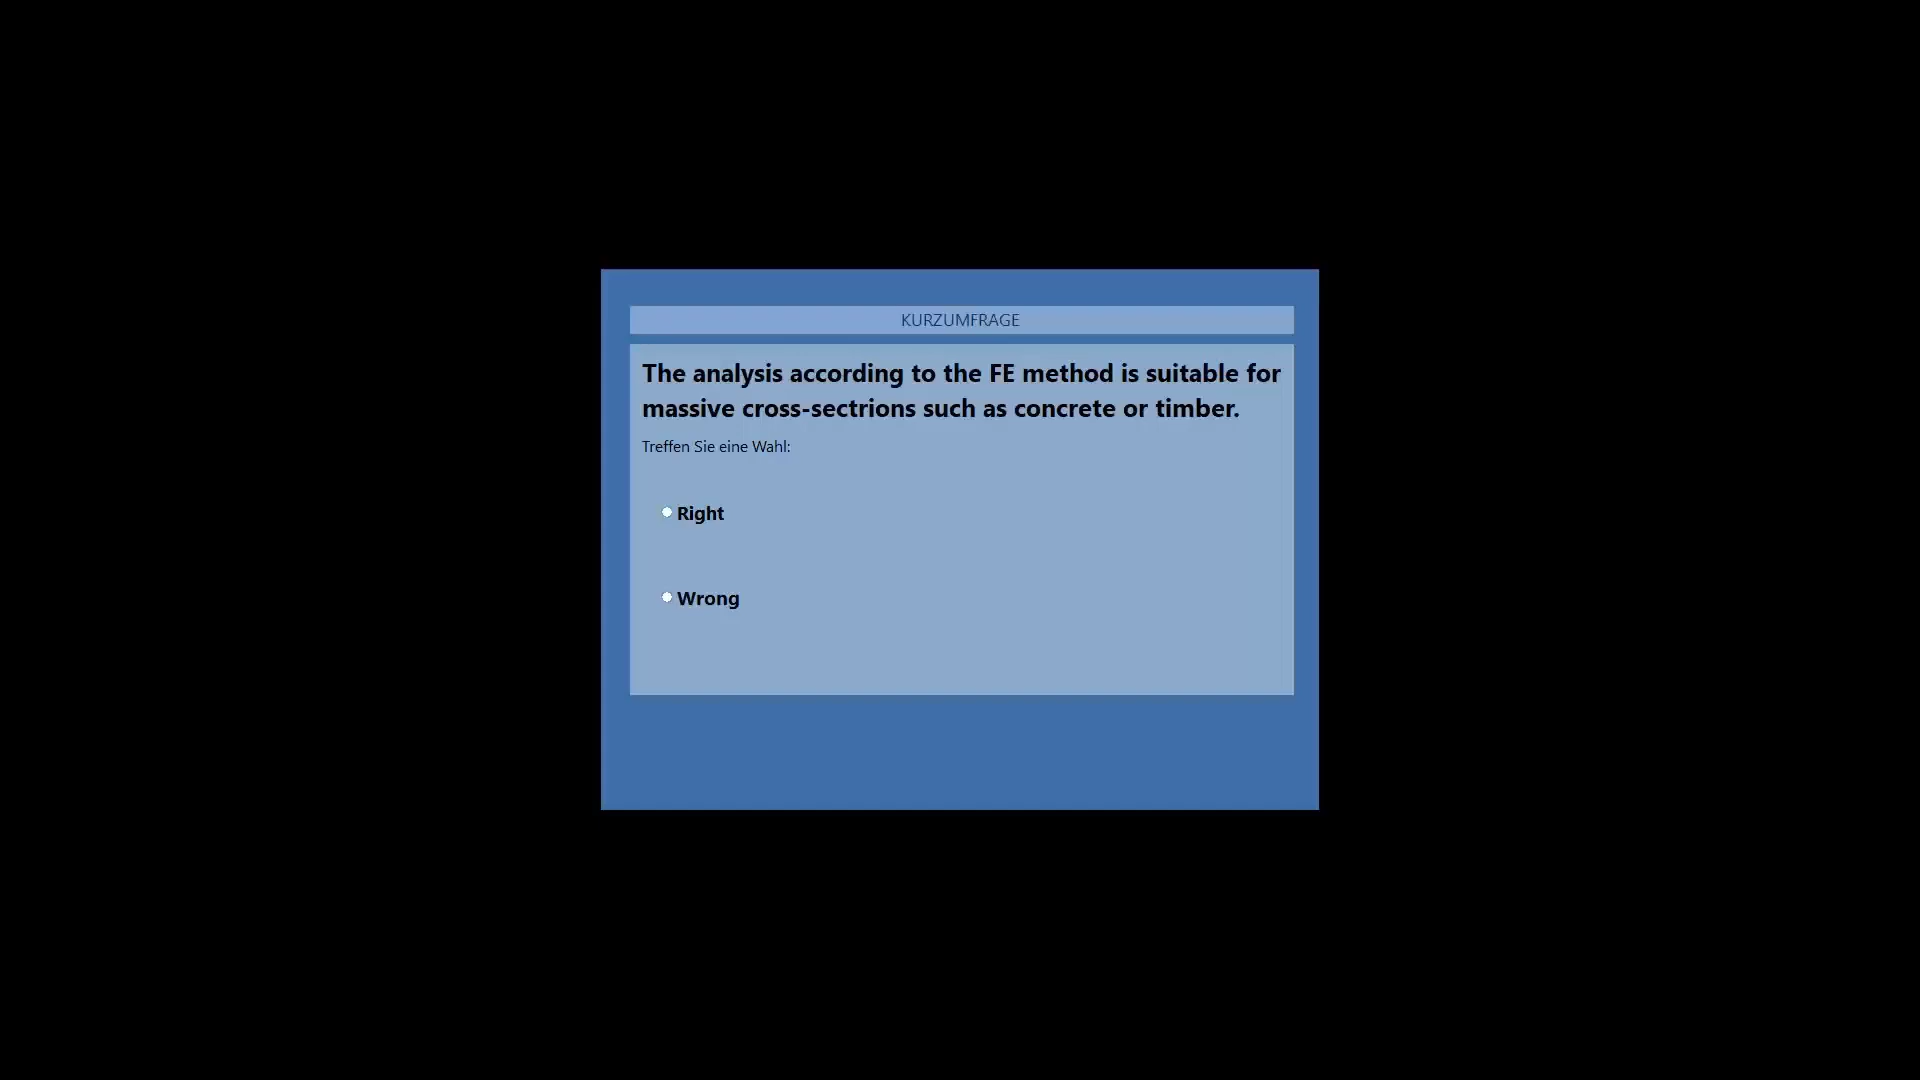 KURZUMFRAGE
The analysis according to the FE method is suitable for
massive cross-sectrions such as concrete or timber.
Treffen Sie eine Wahl:
Right
Wrong